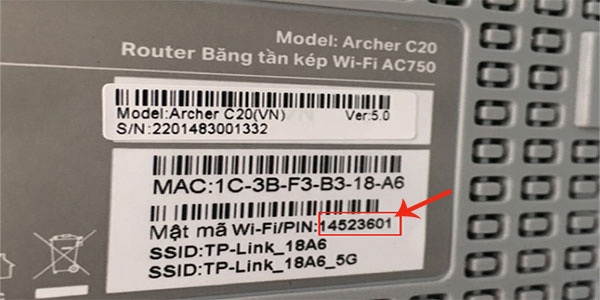 Model: Archer C20
Router Băng tần kép Wi-Fi AC750
Model:Archer C20(VN) Ver:5.0
S/N:2201483001332
MAC:1C-3B-F3-B3-18-A6
Mật mã Wi-Fi/PIN:14523601
SSID:TP-Link_18A6
SSID:TP-Link_18A6_5G